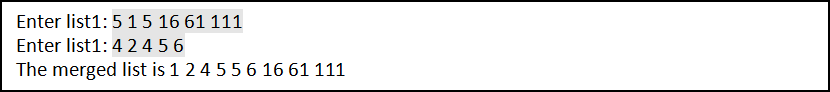 Enter list1: 5 1 5 16 61 111
Enter list1: 4 2 4 5 6
The merged list is 1 2 4 5 5 6 16 61 111